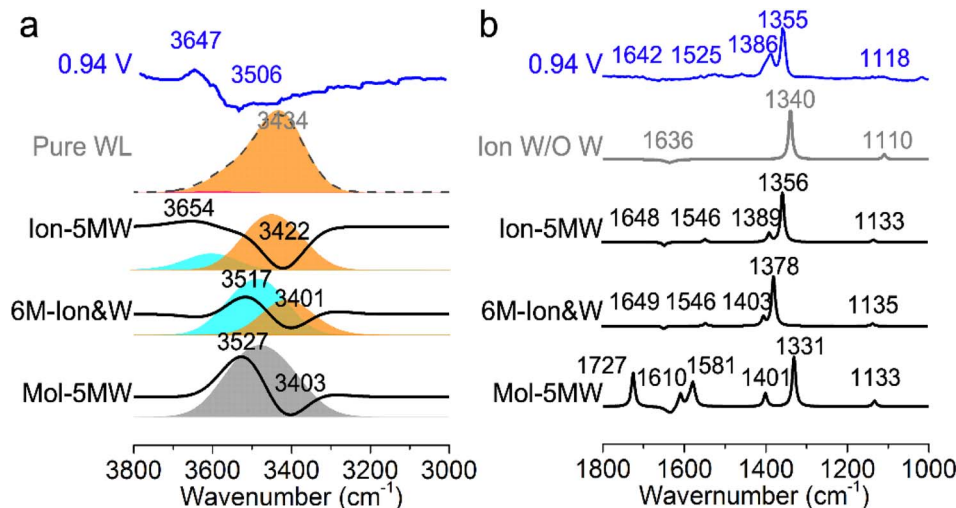 a
3647
0.94 V
3506
3434
Pure WL
3654
Ion-5MW
3422
3517
6M-Ion&W
3401
3527
Mol-5MW
3403
3800 3600 3400 3200 3000
Wavenumber (cm-1)
b
1355
0.94 V
1642 1525 1386 1118
1340
Ion W/O W
1636 1110
1356
Ion-5MW
1648 1546 1389 1133
1378
6M-Ion&W
1649 1546 1403 1135
1331
1727 1610 1581 1401 1133
Mol-5MW
1800 1600 1400 1200 1000
Wavernumber (cm-1)